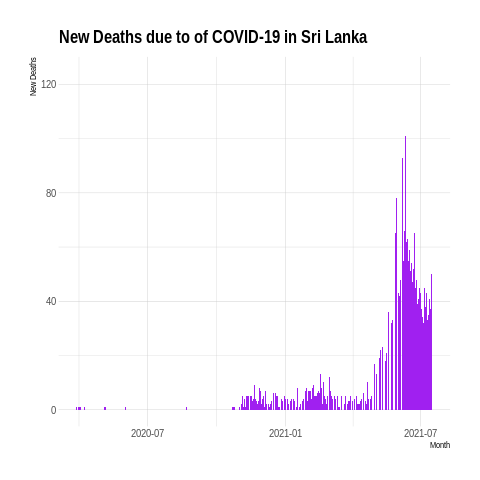 New Deaths due to of COVID-19 in Sri Lanka
New Deaths
120
80
40
0
2020-07
2021-01
2021-07
Month